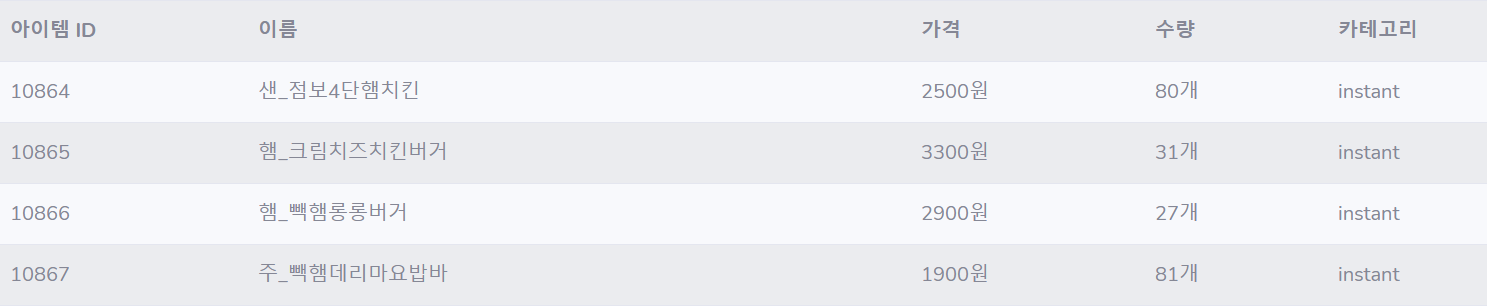 아이템 ID 이름 가격 수량 카테고리
10864 샌_점보4단햄치킨 2500원 80개 instant
10865 햄_크림치즈치킨버거 3300원 31개 instant
10866 햄_빽햄롱롱버거 2900원 27개 instant
10867 주_빽햄데리마요밥바 1900원 81개 instant